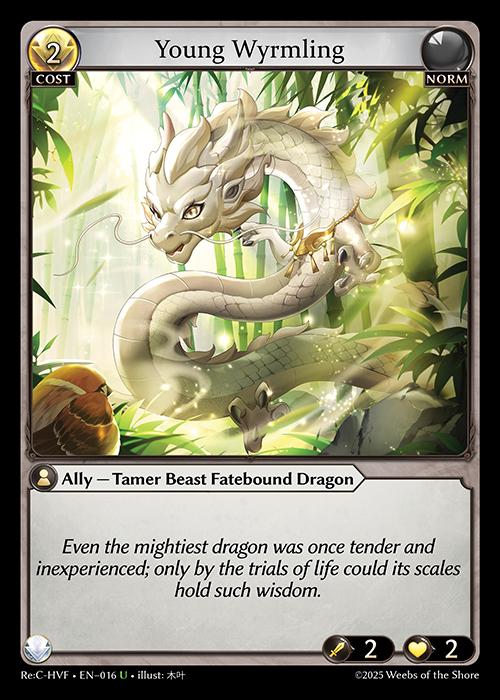 2
COST
Young Wyrmling
NORM
Ally — Tamer Beast Fatebound Dragon
Even the mightiest dragon was once tender and
inexperienced; only by the trials of life could its scales
hold such wisdom.
2 2
Re:C-HVF • EN-016 U • illust: 木叶
©2025 Weebs of the Shore